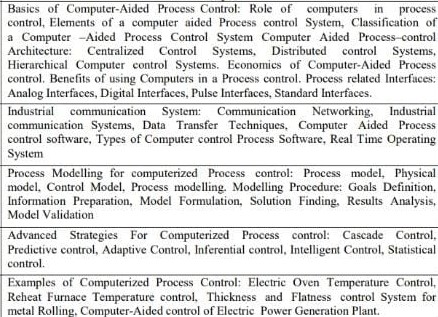 Basics of Computer-Aided Process Control: Role of computers in process
control, Elements of a computer aided Process control System, Classification of
a Computer –Aided Process Control System Computer Aided Process–control
Architecture: Centralized Control Systems, Distributed control Systems,
Hierarchical Computer control Systems. Economics of Computer-Aided Process
control. Benefits of using Computers in a Process control. Process related Interfaces:
Analog Interfaces, Digital Interfaces, Pulse Interfaces, Standard Interfaces.
Industrial communication System: Communication Networking, Industrial
communication Systems, Data Transfer Techniques, Computer Aided Process
control software, Types of Computer control Process Software, Real Time Operating
System
Process Modelling for computerized Process control: Process model, Physical
model, Control Model, Process modelling. Modelling Procedure: Goals Definition,
Information Preparation, Model Formulation, Solution Finding, Results Analysis,
Model Validation
Advanced Strategies For Computerized Process control: Cascade Control,
Predictive control, Adaptive Control, Inferential control, Intelligent Control, Statistical
control.
Examples of Computerized Process Control: Electric Oven Temperature Control,
Reheat Furnace Temperature control, Thickness and Flatness control System for
metal Rolling, Computer-Aided control of Electric Power Generation Plant.